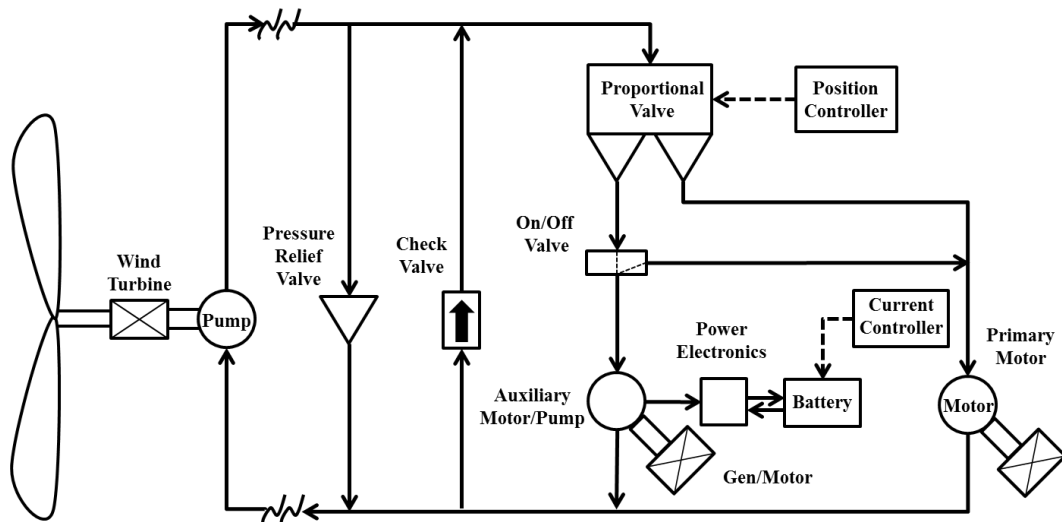 Proportional
Valve
Position
Controller
On/Off
Valve
Pressure
Relief
Valve
Check
Valve
Wind
Turbine
Pump
Current
Controller
Power
Electronics
Primary
Motor
Auxiliary
Motor/Pump
Battery
Motor
Gen/Motor